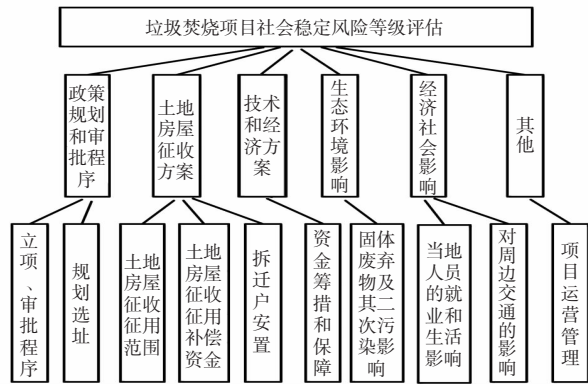 垃圾焚烧项目社会稳定风险等级评估
政策规划和审批程序
土地房屋征收方案
技术和经济方案
生态环境影响
经济社会影响
其他
立项、审批程序
规划选址
土地房屋征收征用范围
土地房屋征收征用补偿资金
拆迁户安置
资金筹措和保障
固体废弃物及其二次污染影响
当地人员的就业和生活影响
对周边交通的影响
项目运营管理